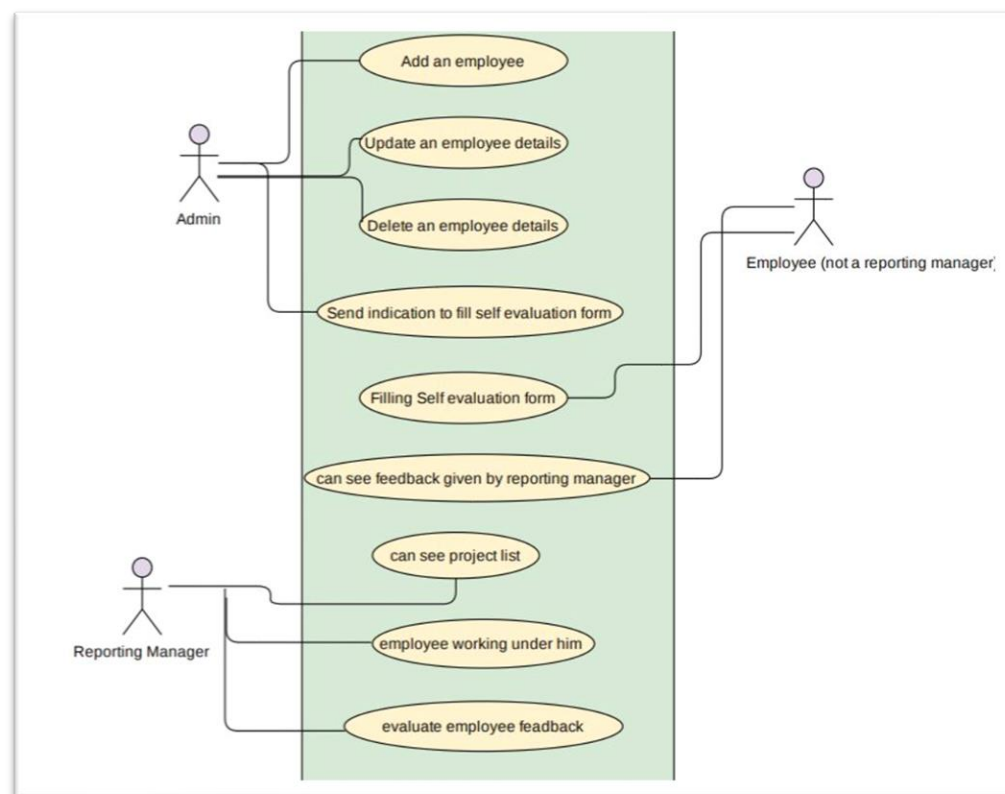 Add an employee
Update an employee details
Admin
Delete an employee details
Employee (not a reporting manager)
Send indication to fill self evaluation form
Filling Self evaluation form
can see feedback given by reporting manager
can see project list
Reporting Manager
employee working under him
evaluate employee feadback